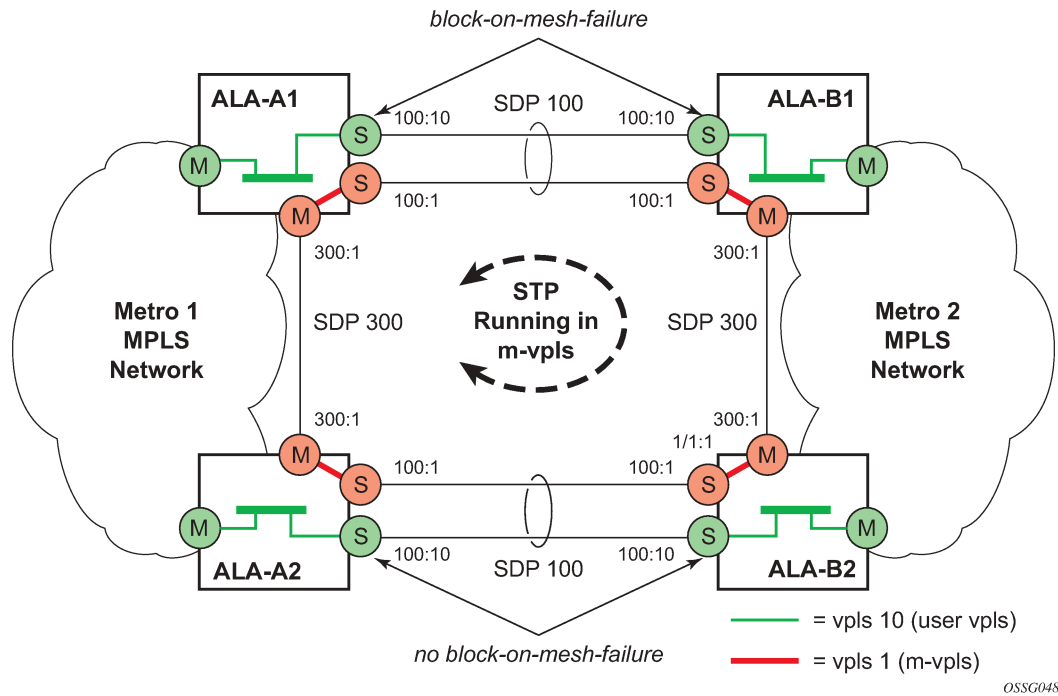 block-on-mesh-failure
ALA-A1
ALA-B1
SDP 100
100:10
100:10
S
S
M
M
S
S
100:1
100:1
M
M
300:1
300:1
STP
Running in
m-vpls
Metro 1
MPLS
Network
SDP 300
SDP 300
Metro 2
MPLS
Network
300:1
300:1
1/1:1
M
M
100:1
100:1
S
S
M
M
S
S
100:10
100:10
ALA-A2
SDP 100
ALA-B2
no block-on-mesh-failure
= vpls 10 (user vpls)
= vpls 1 (m-vpls)
OSSG048